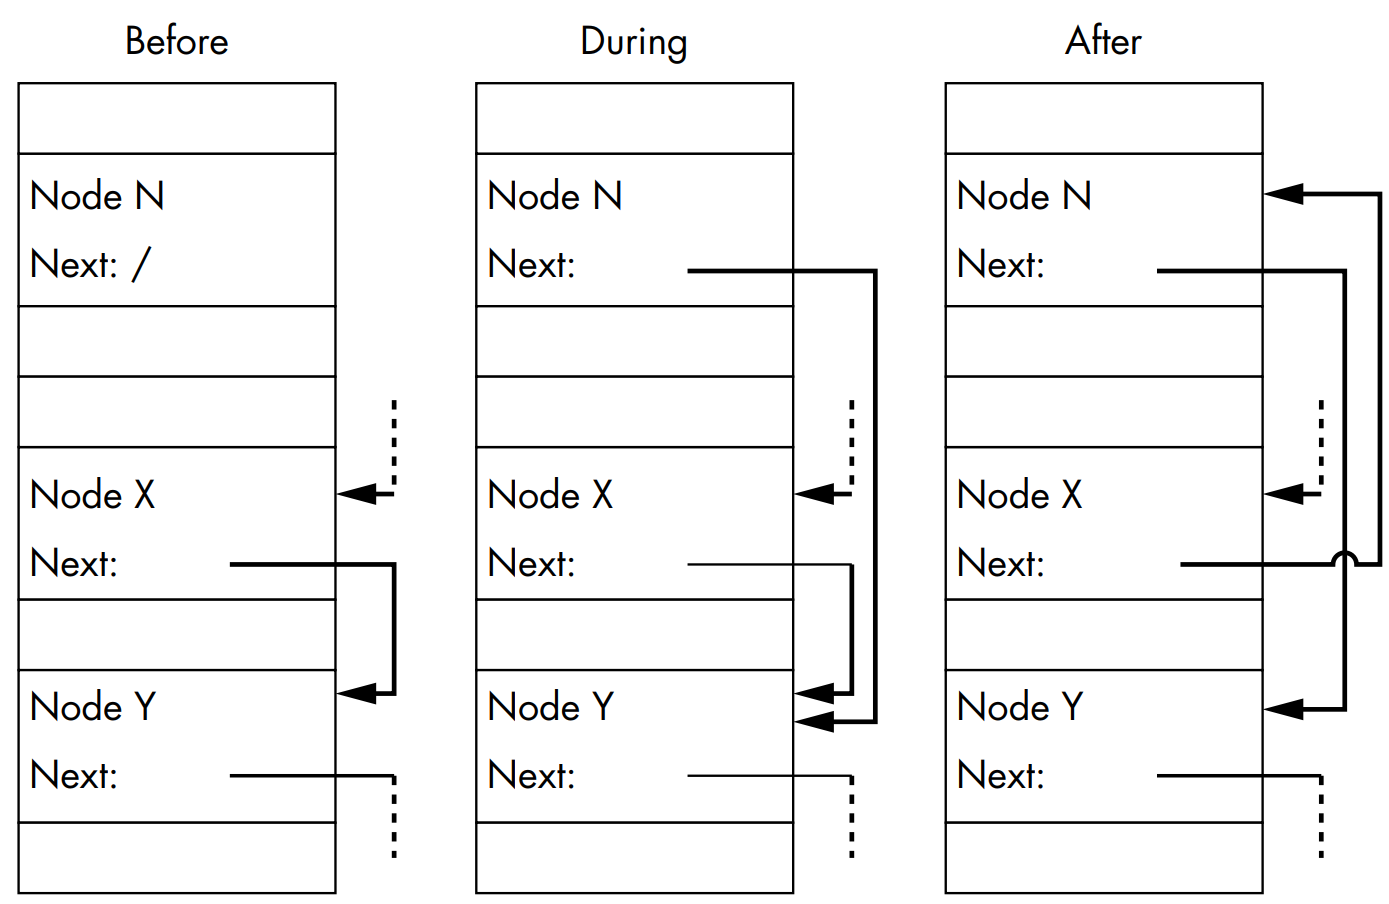 Before
During
After
Node N
Next: /
Node X
Next:
Node Y
Next:
Node N
Next:
Node X
Next:
Node Y
Next:
Node N
Next:
Node X
Next:
Node Y
Next: